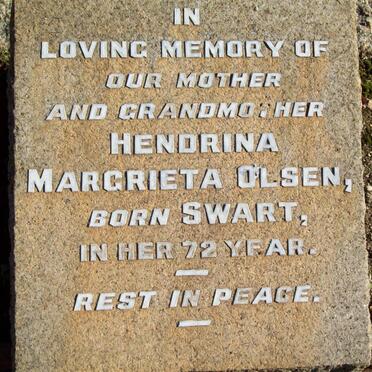 IN
LOVING MEMORY OF
OUR MOTHER
AND GRANDMOTHER
HENDRINA
MARGRIETA OLSEN,
BORN SWART,
IN HER 72 YEAR.
REST IN PEACE.